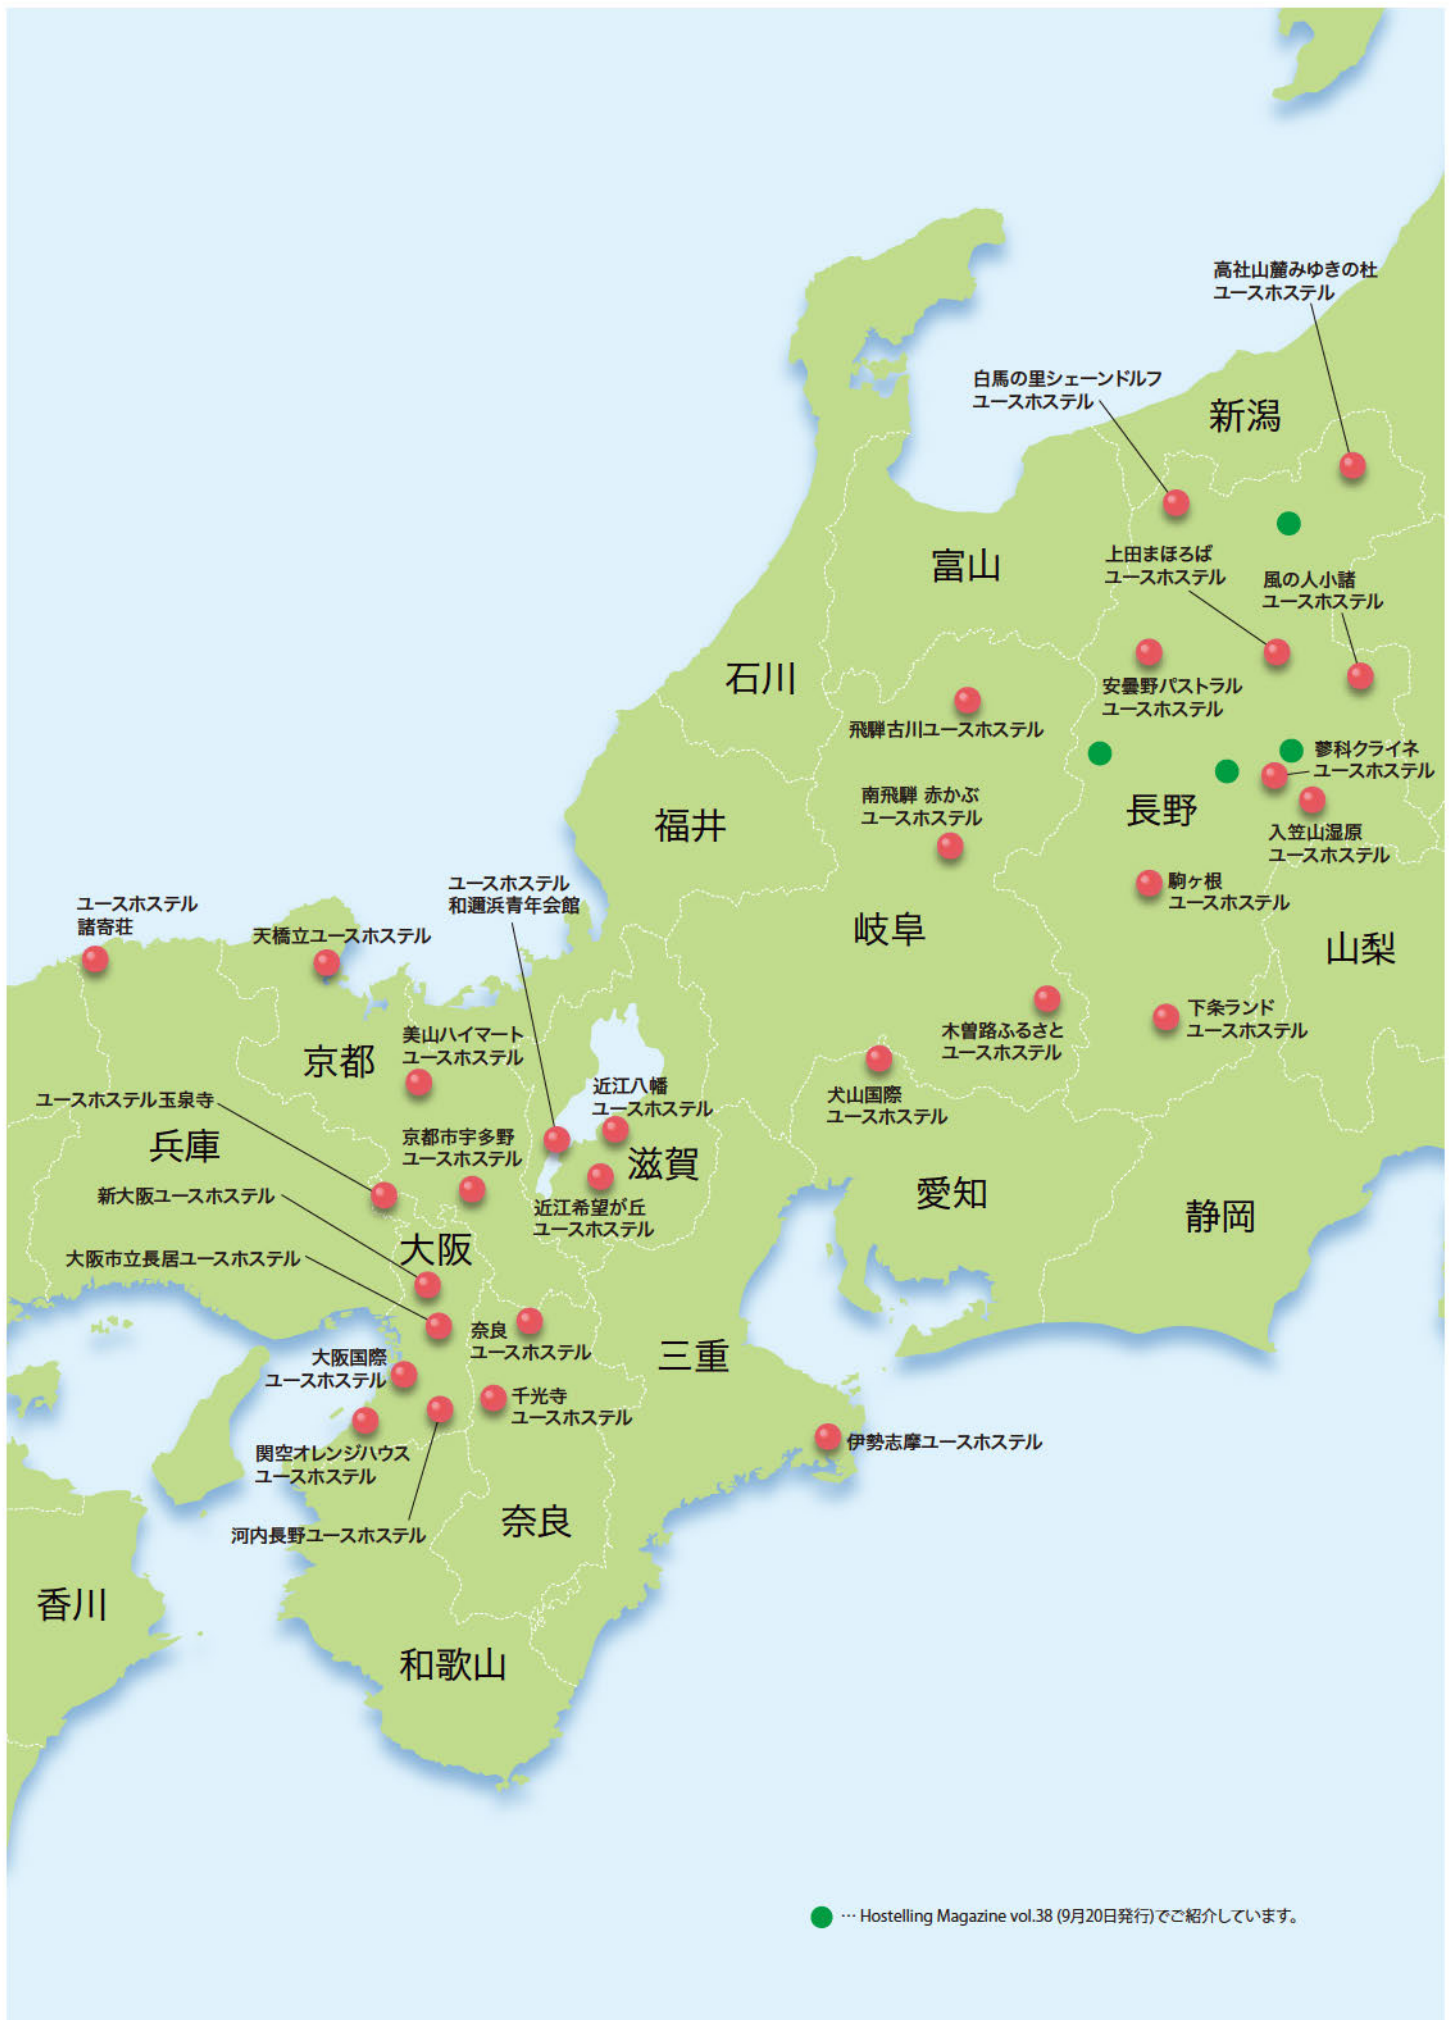 高社山麓みゆきの杜
ユースホステル
白馬の里シェーンドルフ
ユースホステル
新潟
上田まほろば
ユースホステル
風の人小諸
ユースホステル
富山
石川
安曇野パストラル
ユースホステル
飛騨古川ユースホステル
蓼科クライネ
ユースホステル
南飛騨 赤かぶ
ユースホステル
長野
福井
入笠山湿原
ユースホステル
駒ヶ根
ユースホステル
ユースホステル
和邇浜青年会館
ユースホステル
諸寄荘
天橋立ユースホステル
岐阜
山梨
下条ランド
ユースホステル
木曽路ふるさと
ユースホステル
美山ハイマート
ユースホステル
京都
近江八幡
ユースホステル
犬山国際
ユースホステル
ユースホステル玉泉寺
兵庫
京都市宇多野
ユースホステル
滋賀
新大阪ユースホステル
近江希望が丘
ユースホステル
愛知
静岡
大阪
大阪市立長居ユースホステル
奈良
ユースホステル
三重
大阪国際
ユースホステル
千光寺
ユースホステル
伊勢志摩ユースホステル
関空オレンジハウス
ユースホステル
奈良
河内長野ユースホステル
香川
和歌山
… Hostelling Magazine vol.38 (9月20日発行)でご紹介しています。